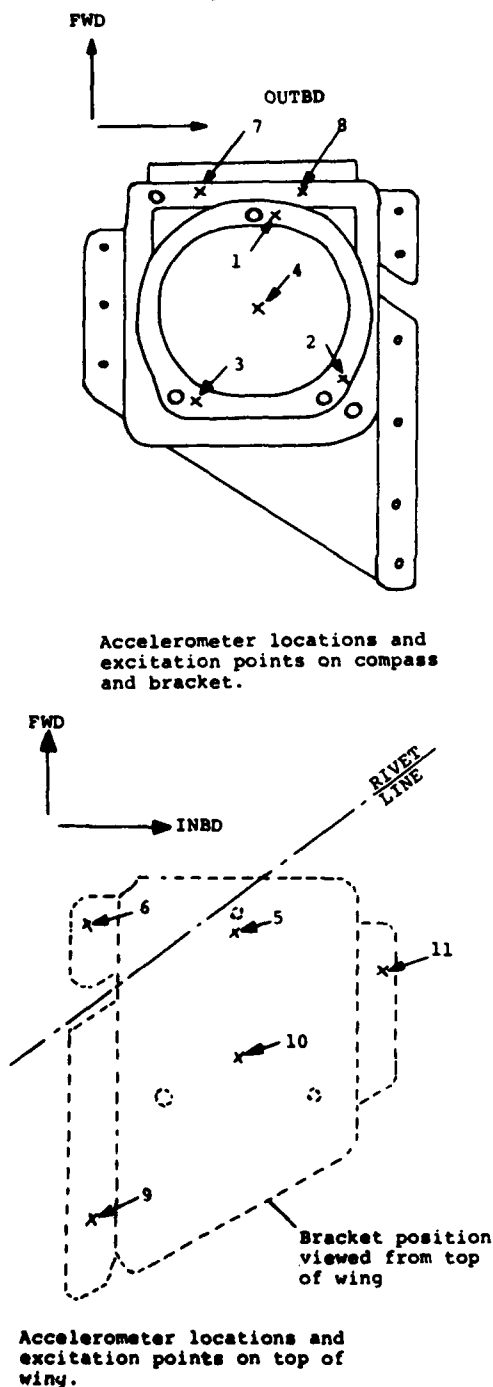 FWD
OUTBD
7
8
1
4
2
3
Accelerometer locations and
excitation points on compass
and bracket.
FWD
RIVET
LINE
INBD
6
5
11
10
9
Bracket position
viewed from top
of wing
Accelerometer locations and
excitation points on top of
wing.